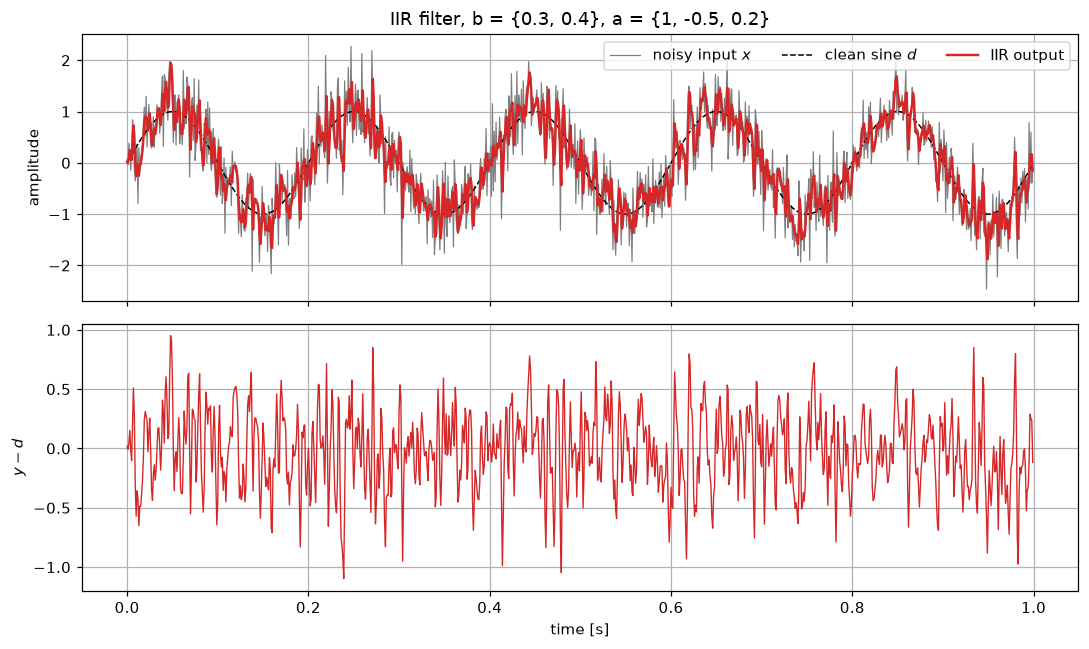 IIR filter, b = {0.3, 0.4}, a = {1, -0.5, 0.2}
noisy input x
clean sine d
IIR output
amplitude
2
1
0
−1
−2
y − d
1.0
0.5
0.0
−0.5
−1.0
0.0 0.2 0.4 0.6 0.8 1.0
time [s]